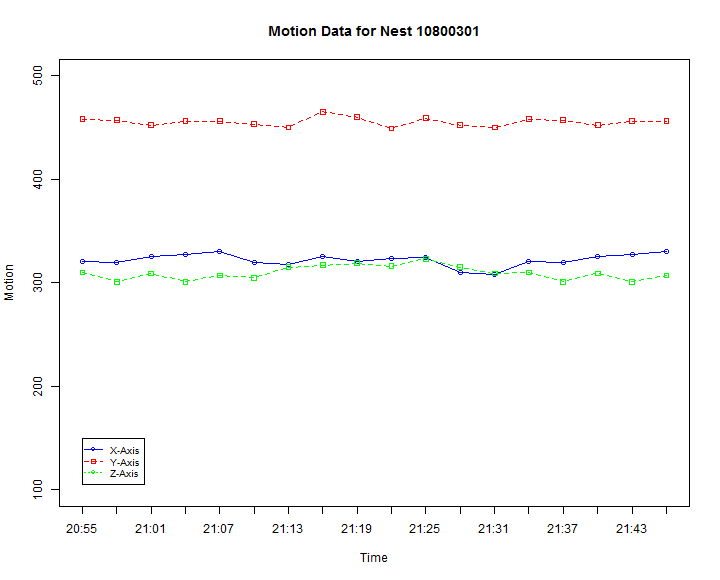 Motion Data for Nest 10800301
Motion
500
400
300
200
100
X-Axis
Y-Axis
Z-Axis
20:55 21:01 21:07 21:13 21:19 21:25 21:31 21:37 21:43
Time